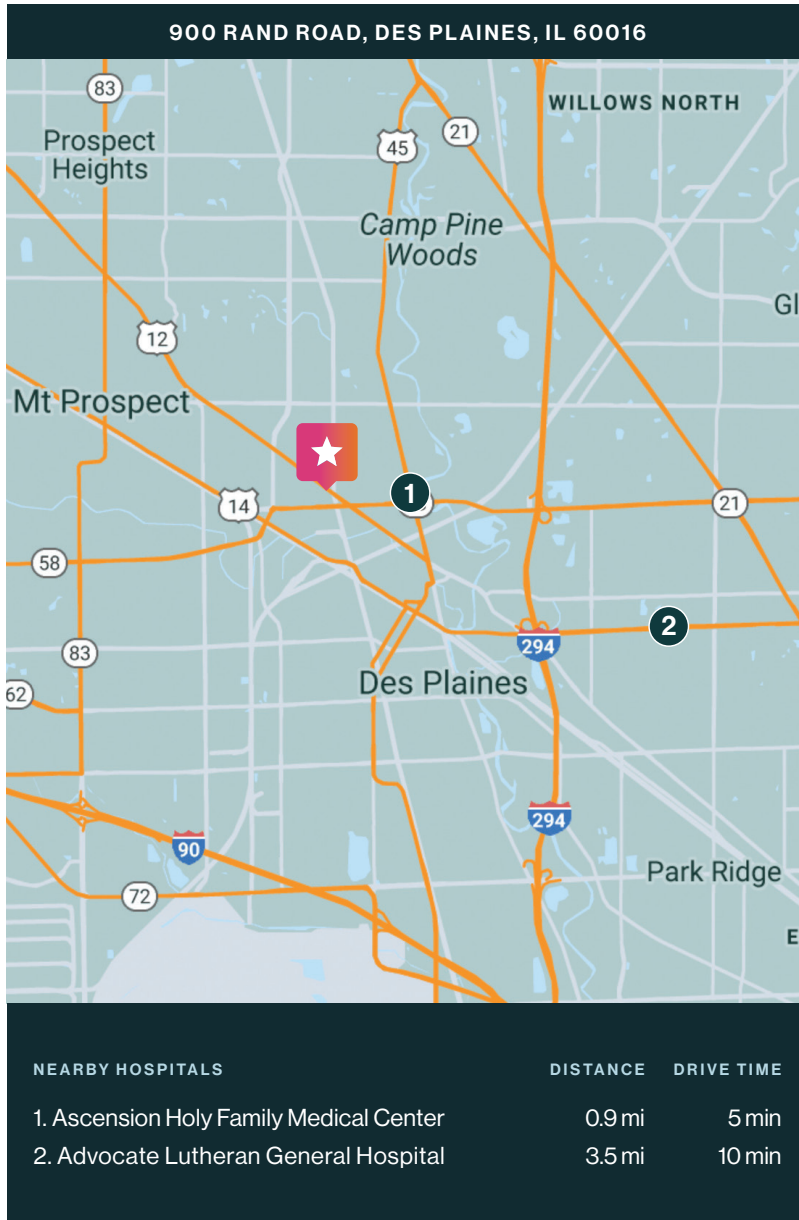 900 RAND ROAD, DES PLAINES, IL 60016
83
WILLOWS NORTH
21
45
Prospect
Heights
Camp Pine
Woods
Gl
12
Mt Prospect
14
1
21
58
2
294
83
Des Plaines
62
294
90
Park Ridge
72
E
NEARBY HOSPITALS DISTANCE DRIVE TIME
1. Ascension Holy Family Medical Center 0.9 mi 5 min
2. Advocate Lutheran General Hospital 3.5 mi 10 min